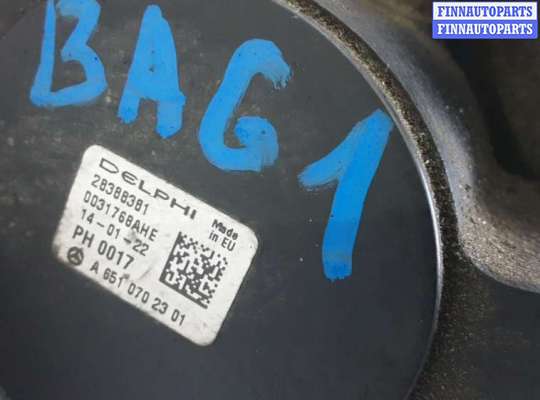 FINNAUTOPARTS
FINNAUTOPARTS
BAG1
DELPHI
28388381
Made
in EU
0031768AHE
14-01-22
PH 0017
A 651 070 23 01